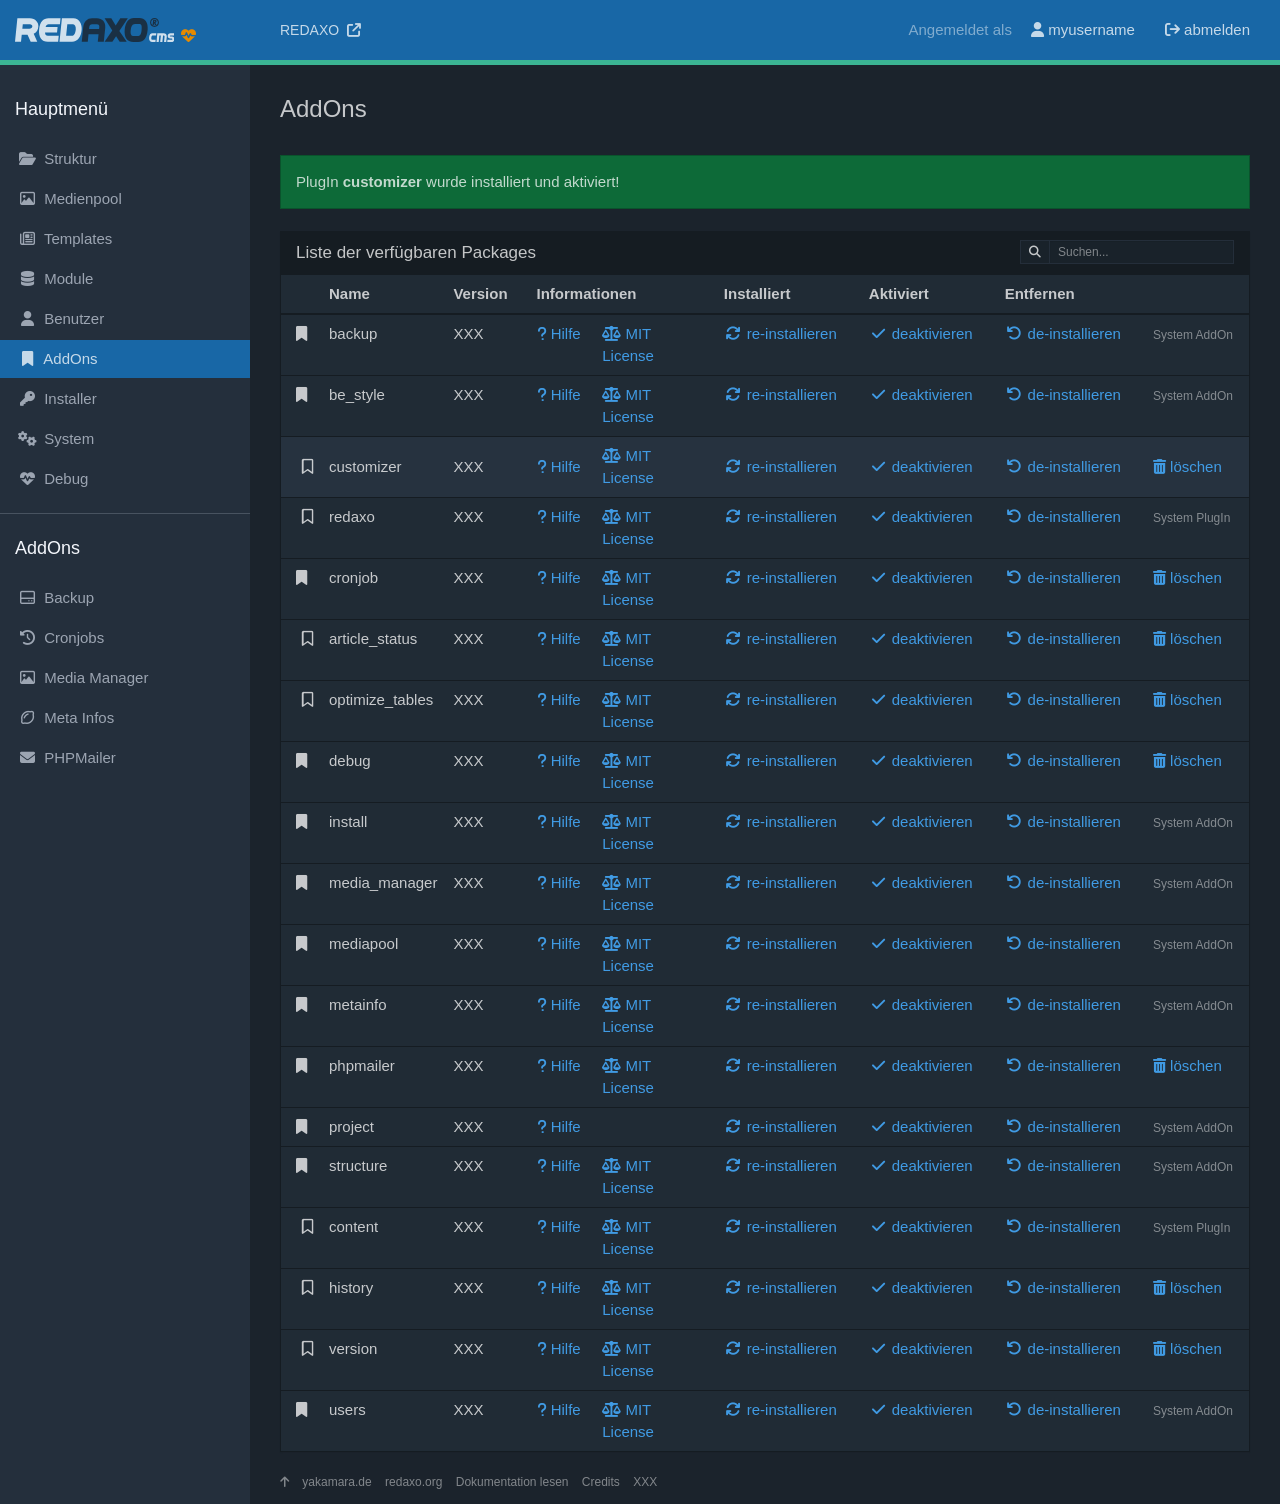 REDAXO® cms REDAXO Angemeldet als myusername abmelden
Hauptmenü
Struktur
Medienpool
Templates
Module
Benutzer
AddOns
Installer
System
Debug
AddOns
Backup
Cronjobs
Media Manager
Meta Infos
PHPMailer
AddOns
PlugIn customizer wurde installiert und aktiviert!
Liste der verfügbaren Packages Suchen...
Name Version Informationen Installiert Aktiviert Entfernen
backup XXX ? Hilfe MIT re-installieren deaktivieren de-installieren System AddOn
License
be_style XXX ? Hilfe MIT re-installieren deaktivieren de-installieren System AddOn
License
customizer XXX ? Hilfe MIT re-installieren deaktivieren de-installieren löschen
License
redaxo XXX ? Hilfe MIT re-installieren deaktivieren de-installieren System PlugIn
License
cronjob XXX ? Hilfe MIT re-installieren deaktivieren de-installieren löschen
License
article_status XXX ? Hilfe MIT re-installieren deaktivieren de-installieren löschen
License
optimize_tables XXX ? Hilfe MIT re-installieren deaktivieren de-installieren löschen
License
debug XXX ? Hilfe MIT re-installieren deaktivieren de-installieren löschen
License
install XXX ? Hilfe MIT re-installieren deaktivieren de-installieren System AddOn
License
media_manager XXX ? Hilfe MIT re-installieren deaktivieren de-installieren System AddOn
License
mediapool XXX ? Hilfe MIT re-installieren deaktivieren de-installieren System AddOn
License
metainfo XXX ? Hilfe MIT re-installieren deaktivieren de-installieren System AddOn
License
phpmailer XXX ? Hilfe MIT re-installieren deaktivieren de-installieren löschen
License
project XXX ? Hilfe re-installieren deaktivieren de-installieren System AddOn
structure XXX ? Hilfe MIT re-installieren deaktivieren de-installieren System AddOn
License
content XXX ? Hilfe MIT re-installieren deaktivieren de-installieren System PlugIn
License
history XXX ? Hilfe MIT re-installieren deaktivieren de-installieren löschen
License
version XXX ? Hilfe MIT re-installieren deaktivieren de-installieren löschen
License
users XXX ? Hilfe MIT re-installieren deaktivieren de-installieren System AddOn
License
yakamara.de redaxo.org Dokumentation lesen Credits XXX